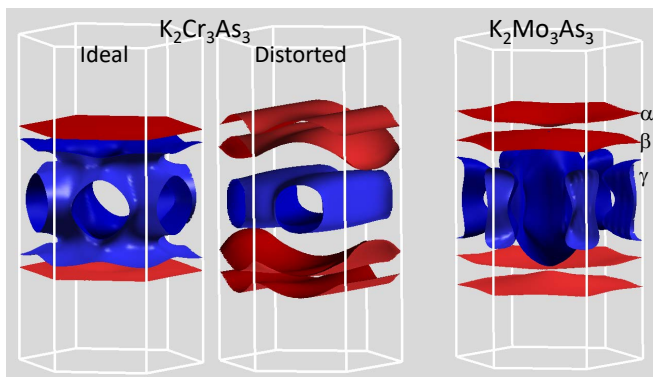 K₂Cr₃As₃
K₂Mo₃As₃
Ideal
Distorted
α
β
γ